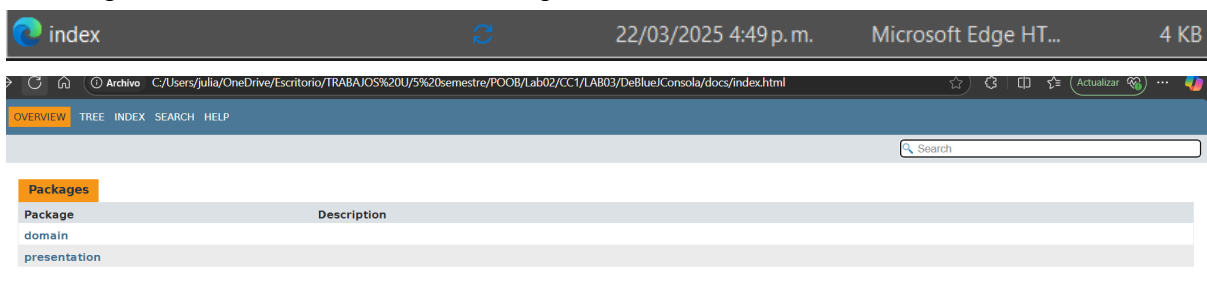 index 22/03/2025 4:49 p. m. Microsoft Edge HT... 4 KB
Archivo C:/Users/julia/OneDrive/Escritorio/TRABAJOS%20U/5%20semestre/POOB/Lab02/CC1/LAB03/DeBlueJConsola/docs/index.html Actualizar
OVERVIEW TREE INDEX SEARCH HELP
Search
Packages
Package Description
domain
presentation